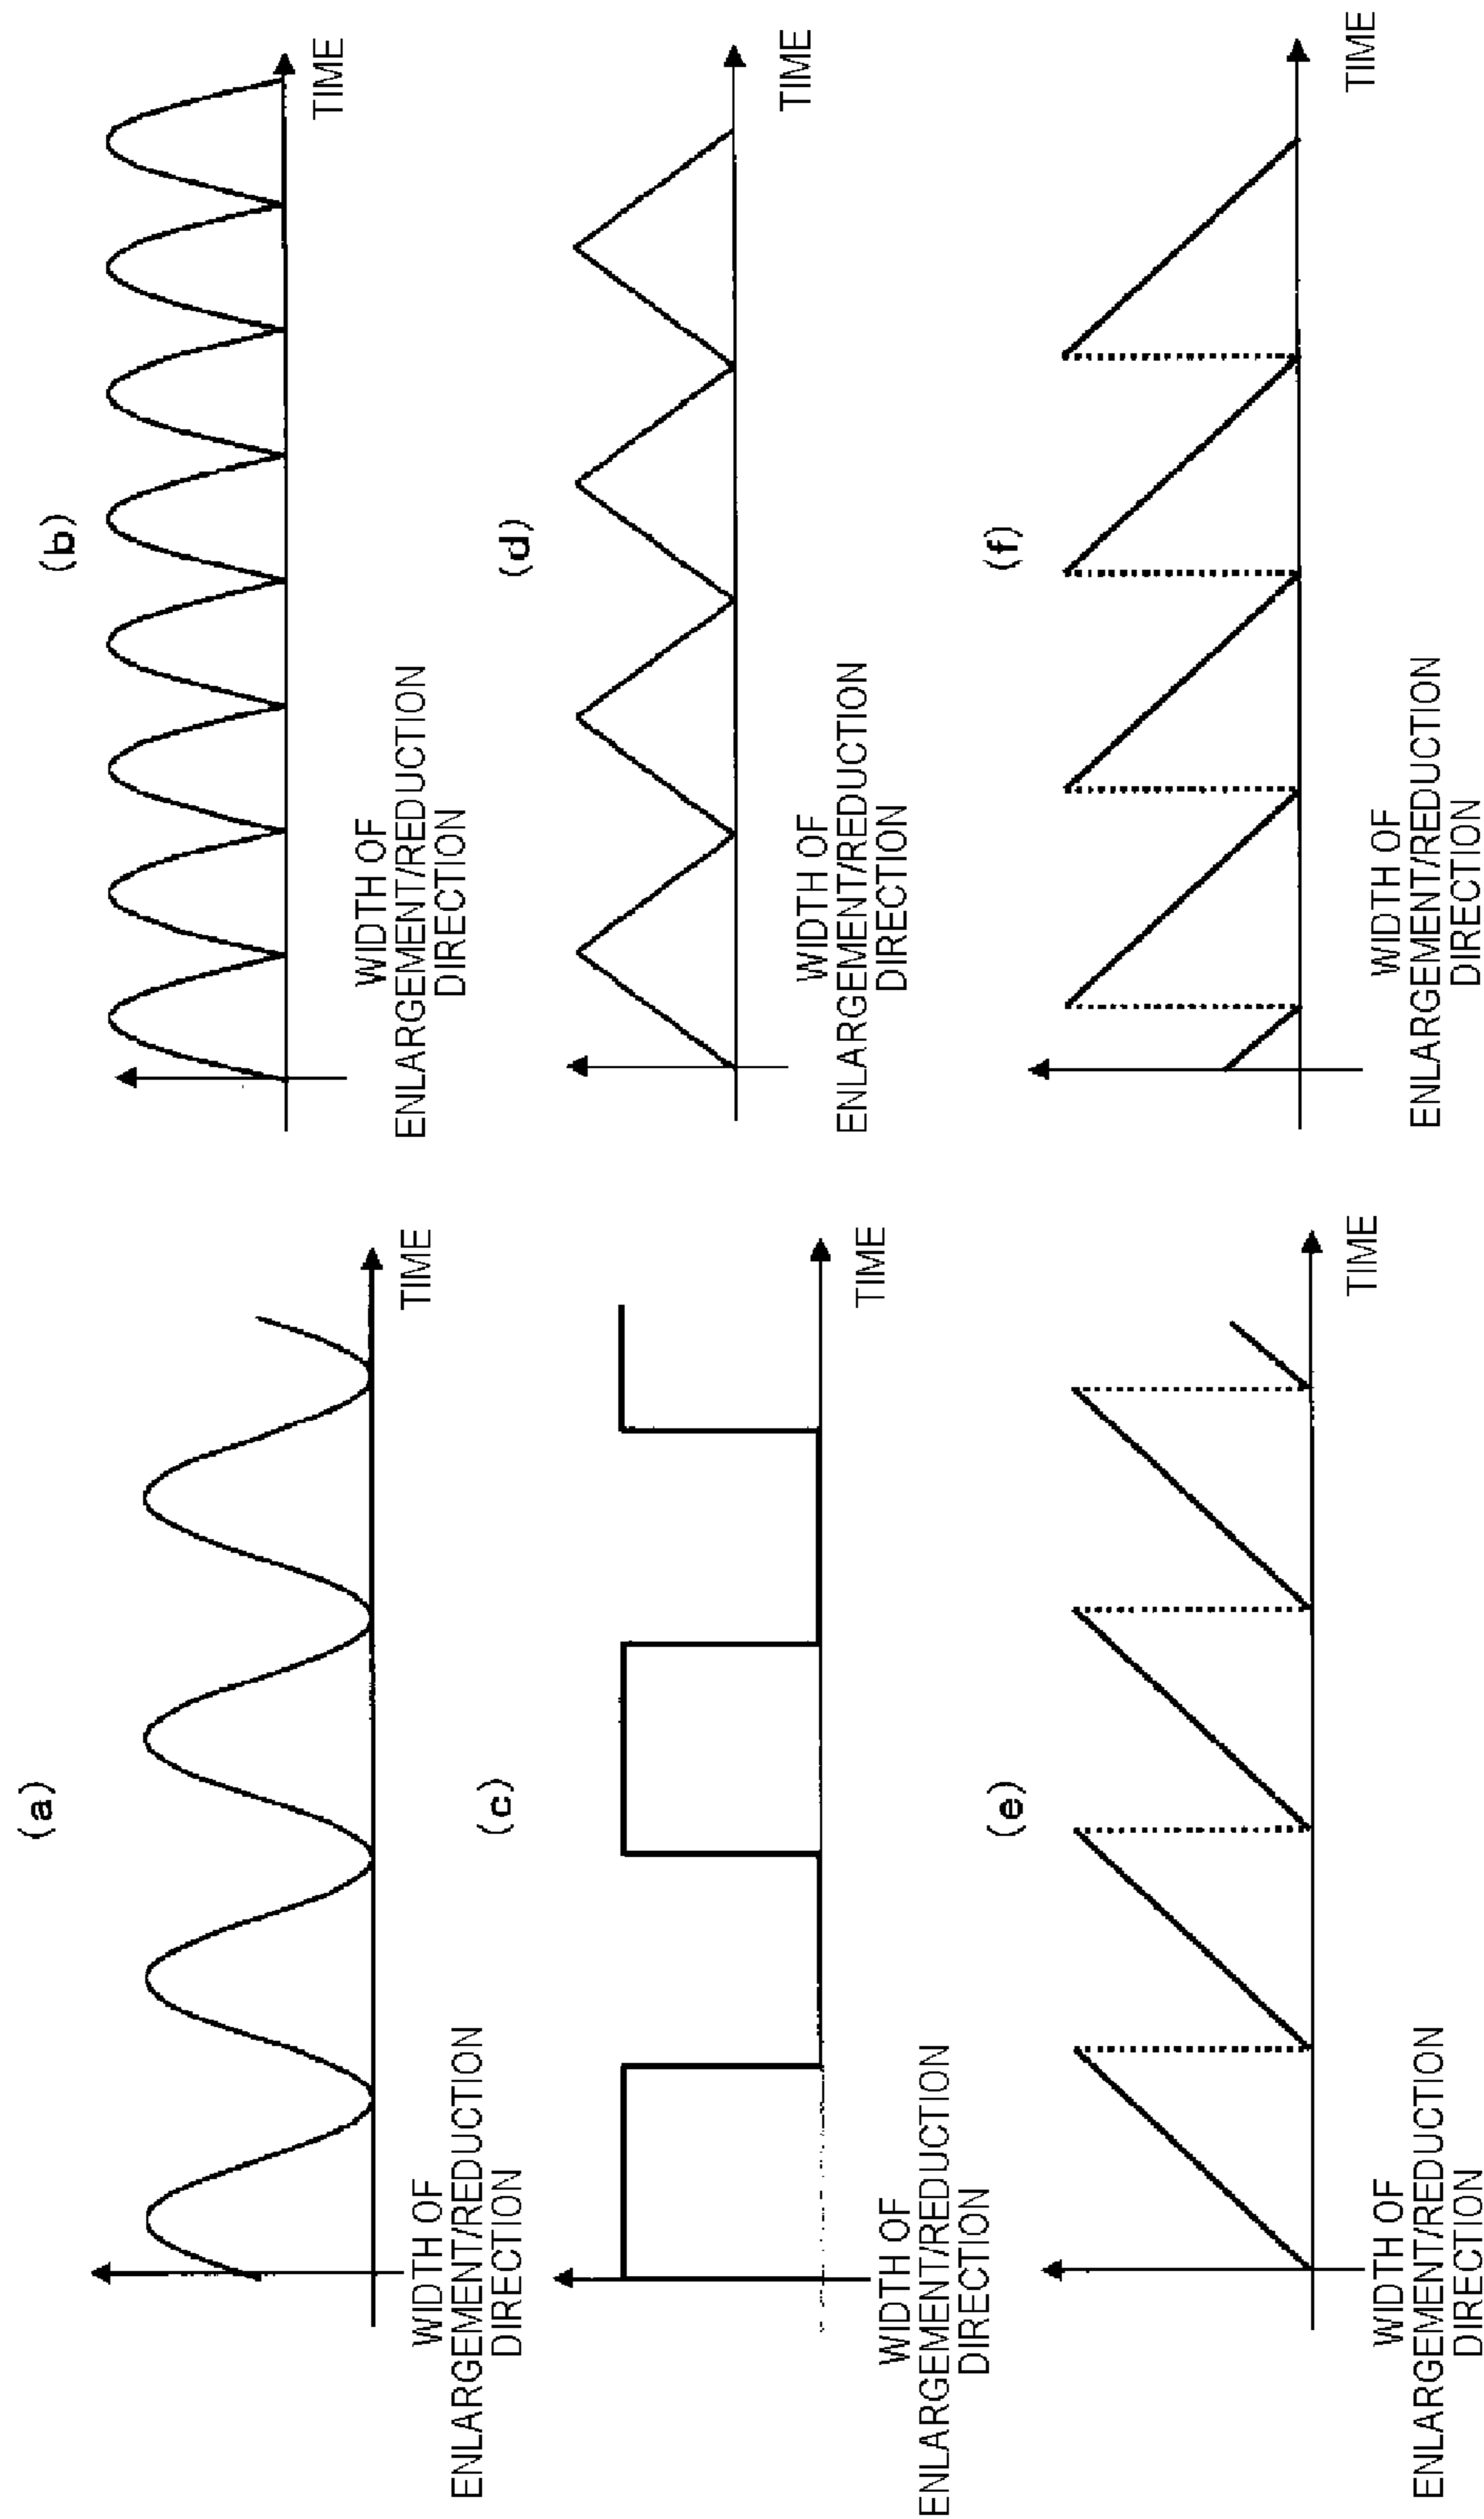 (a)
WIDTH OF
ENLARGEMENT/REDUCTION
DIRECTION
TIME
(b)
WIDTH OF
ENLARGEMENT/REDUCTION
DIRECTION
TIME
(c)
WIDTH OF
ENLARGEMENT/REDUCTION
DIRECTION
TIME
(d)
WIDTH OF
ENLARGEMENT/REDUCTION
DIRECTION
TIME
(e)
WIDTH OF
ENLARGEMENT/REDUCTION
DIRECTION
TIME
(f)
WIDTH OF
ENLARGEMENT/REDUCTION
DIRECTION
TIME